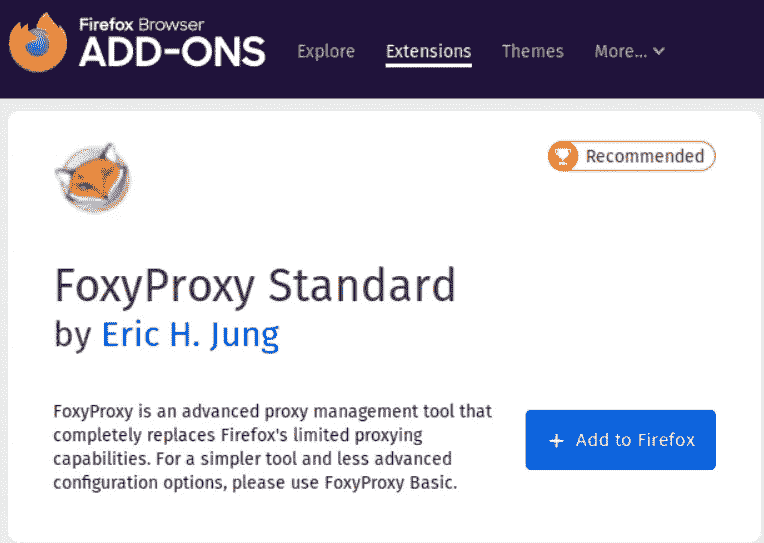 Firefox Browser
ADD-ONS
Explore Extensions Themes More...
Recommended
FoxyProxy Standard
by Eric H. Jung
FoxyProxy is an advanced proxy management tool that
completely replaces Firefox's limited proxying
capabilities. For a simpler tool and less advanced
configuration options, please use FoxyProxy Basic.
+ Add to Firefox